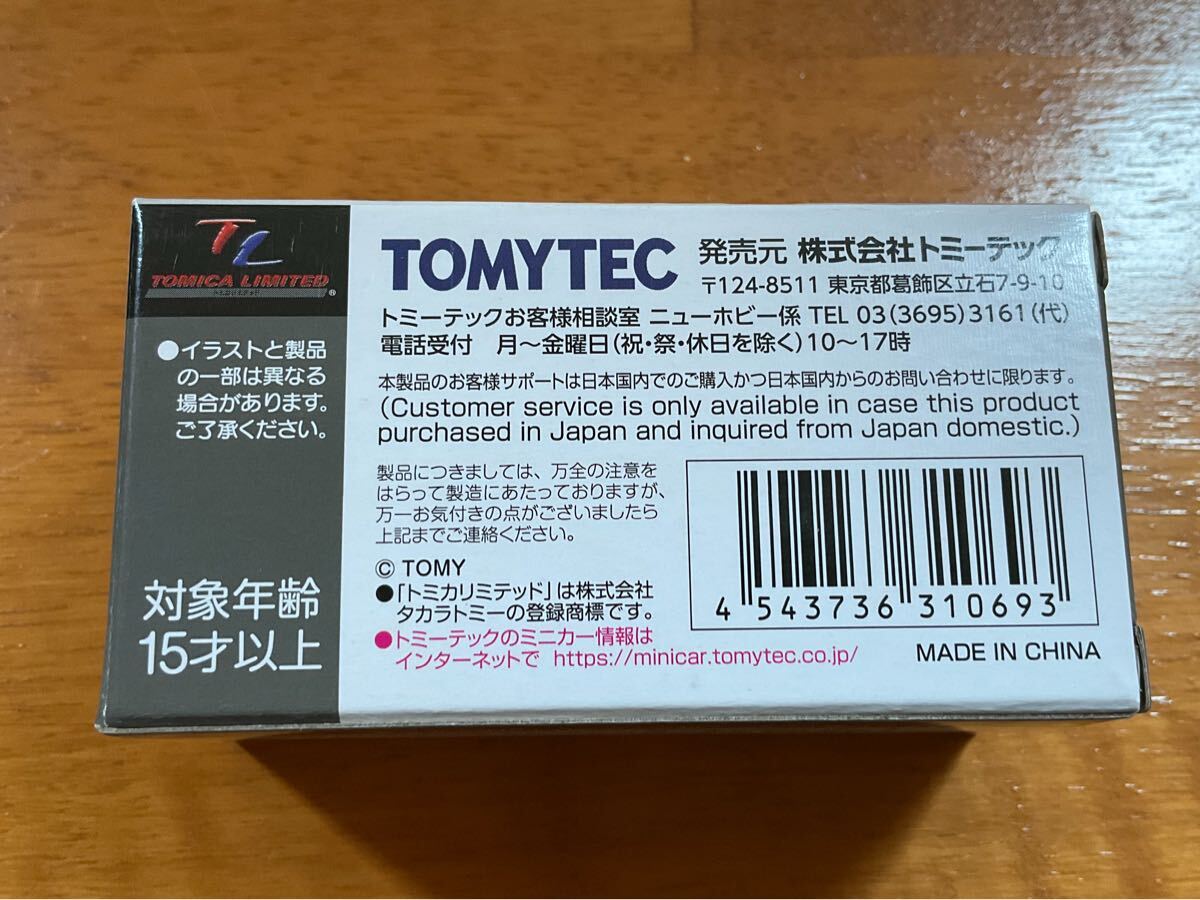 TL
TOMICA LIMITED
®
●イラストと製品
の一部は異なる
場合があります。
ご了承ください。
対象年齢
15才以上
TOMYTEC 発売元 株式会社トミーテック
〒124-8511 東京都葛飾区立石7-9-10
トミーテックお客様相談室 ニューホビー係 TEL 03(3695)3161(代)
電話受付 月〜金曜日(祝・祭・休日を除く)10〜17時
本製品のお客様サポートは日本国内でのご購入かつ日本国内からのお問い合わせに限ります。
(Customer service is only available in case this product
purchased in Japan and inquired from Japan domestic.)
製品につきましては、万全の注意を
はらって製造にあたっておりますが、
万一お気付きの点がございましたら
上記までご連絡ください。
© TOMY
●「トミカリミテッド」は株式会社
タカラトミーの登録商標です。
●トミーテックのミニカー情報は
インターネットで https://minicar.tomytec.co.jp/
4 543736 310693
MADE IN CHINA